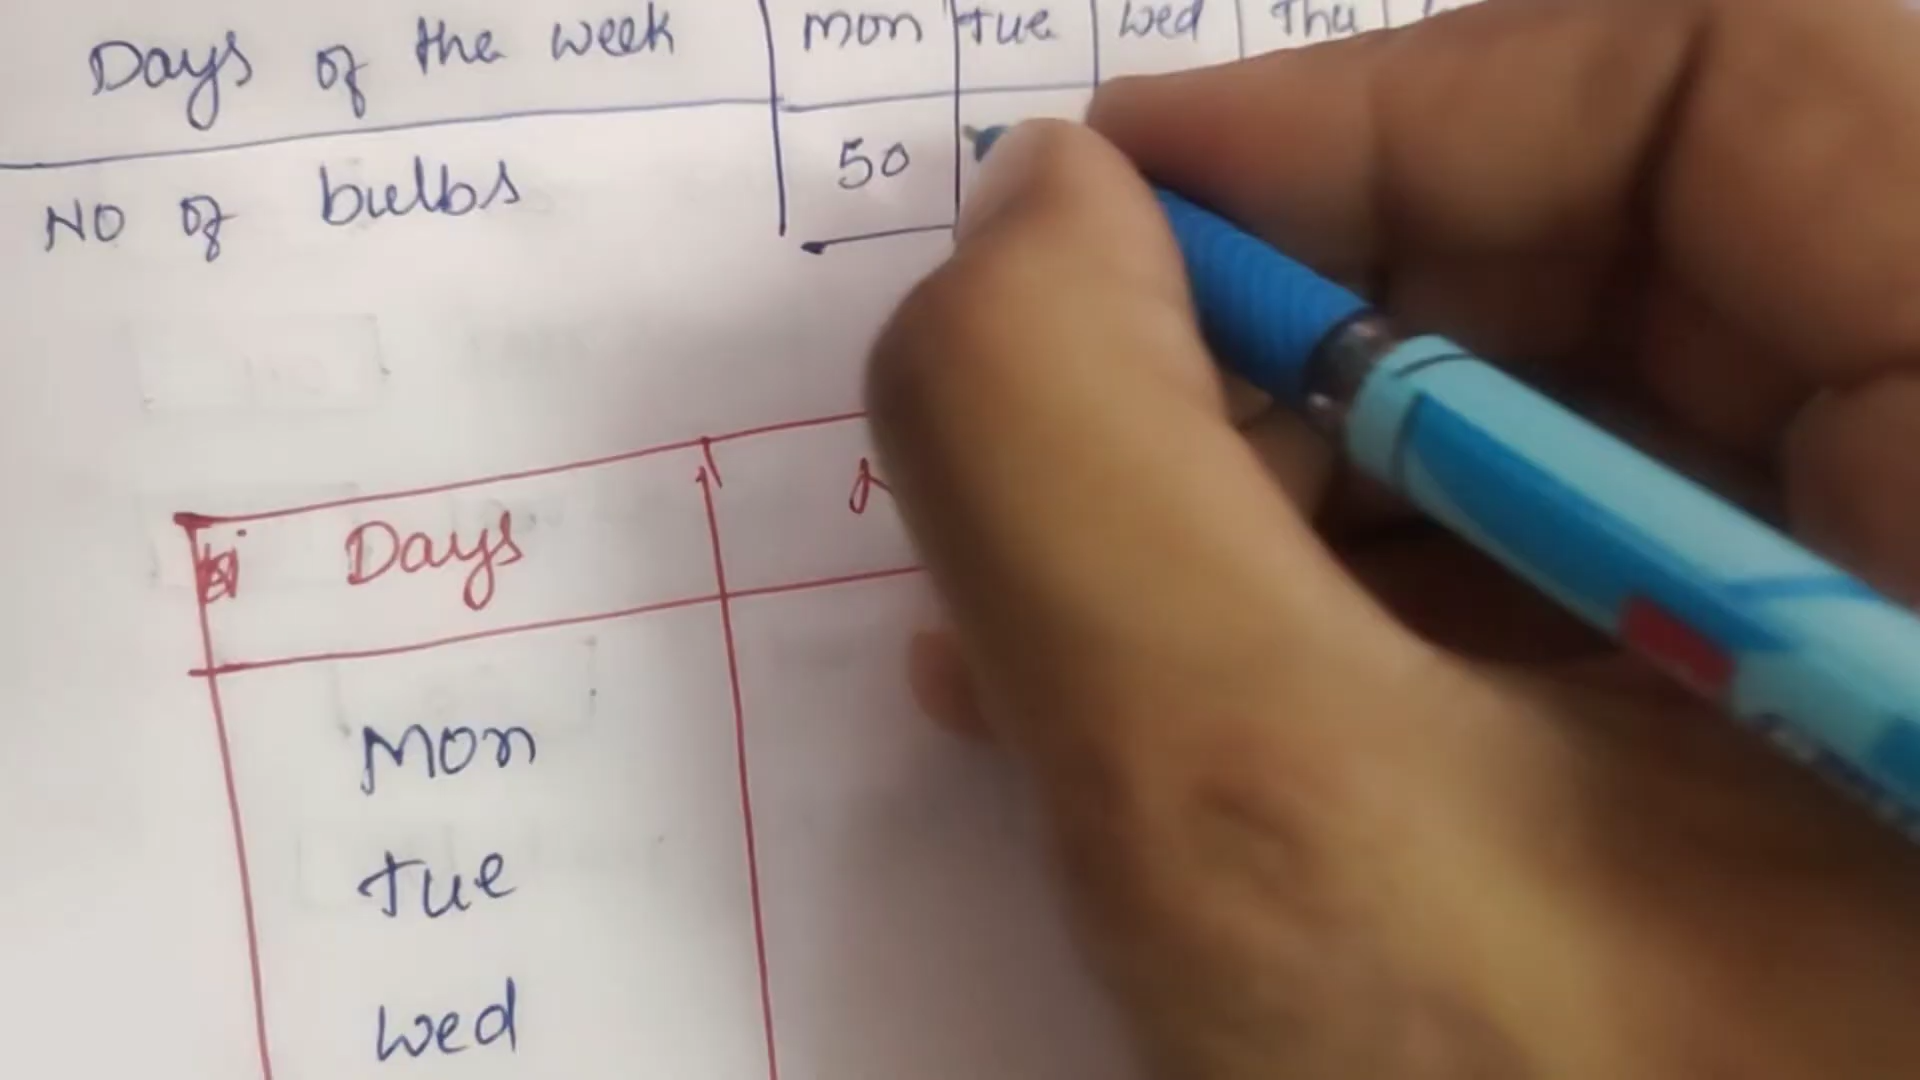 Days of the week mon tue wed Thu
NO of bulbs 50
Days
Mon
Tue
wed